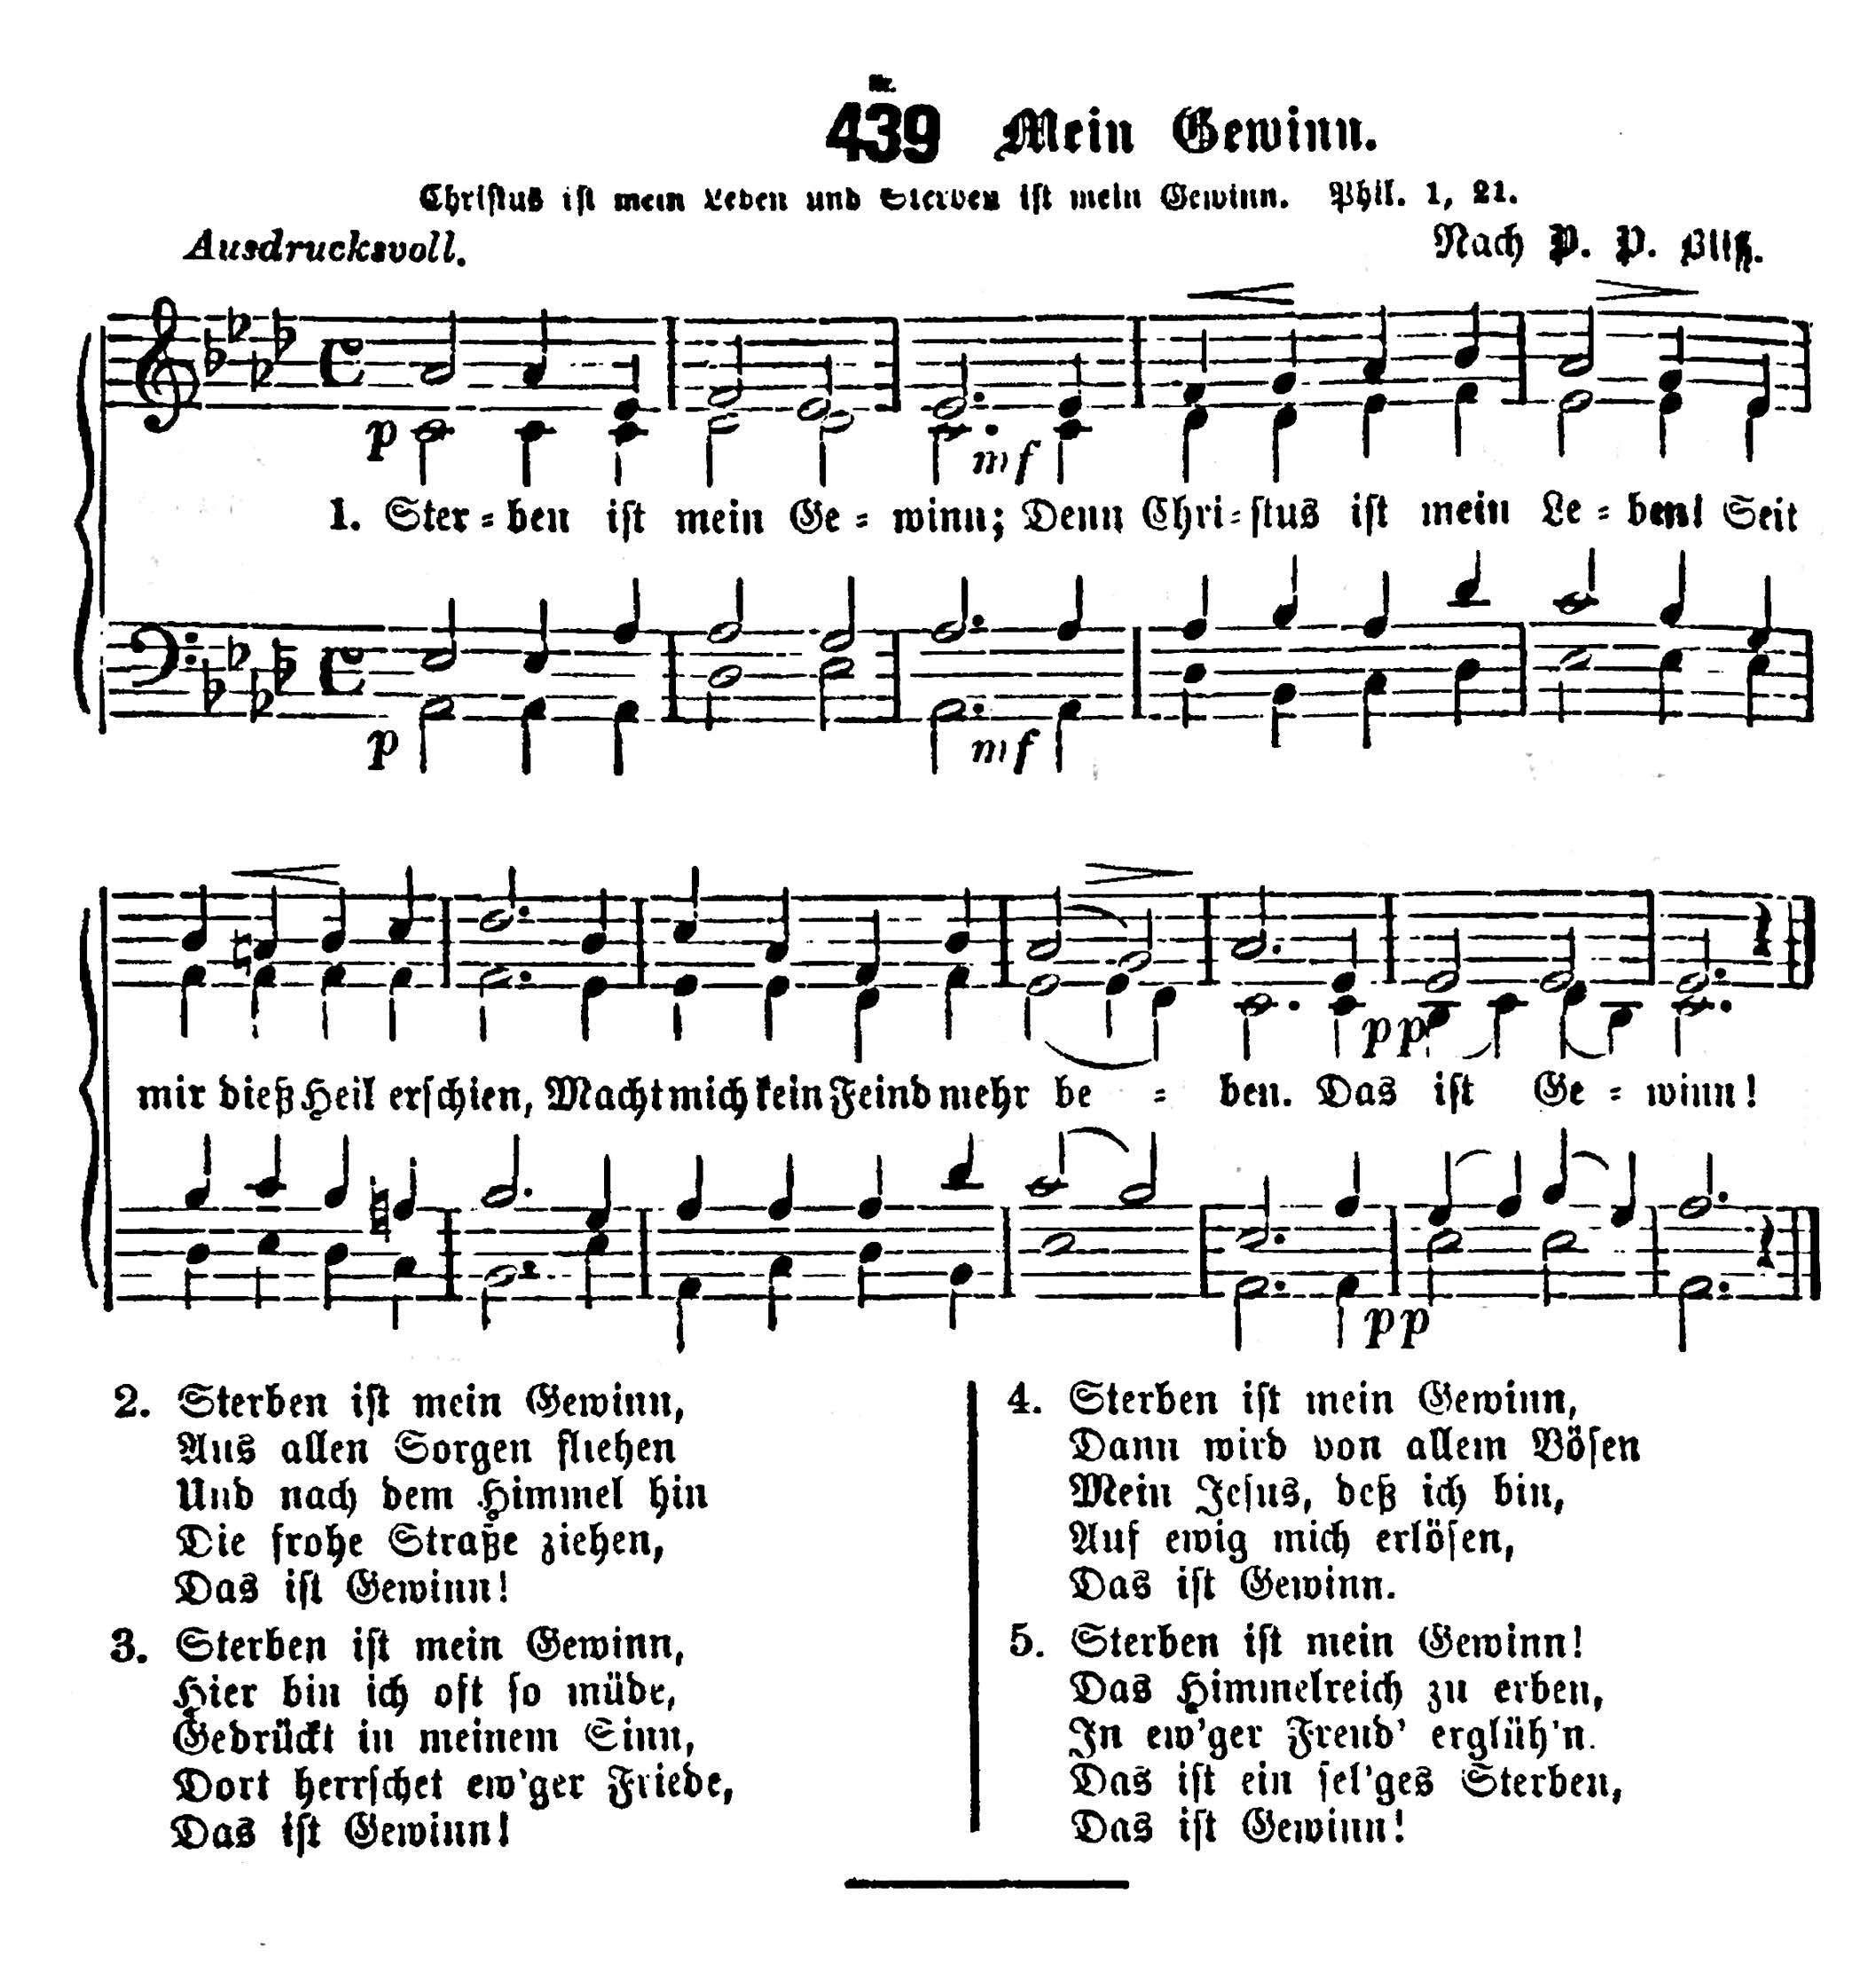 Nr.
439 Mein Gewinn.
Christus ist mein Leben und Sterben ist mein Gewinn. Phil. 1, 21.
Ausdrucksvoll. Nach P. P. Bliß.
p mf
1. Ster=ben ist mein Ge=winn; Denn Chri=stus ist mein Le=ben! Seit
p mf
pp
mir dieß Heil erschien, Macht mich kein Feind mehr be=ben. Das ist Ge=winn!
pp
2. Sterben ist mein Gewinn,
Aus allen Sorgen fliehen
Und nach dem Himmel hin
Die frohe Straße ziehen,
Das ist Gewinn!
3. Sterben ist mein Gewinn,
Hier bin ich oft so müde,
Gedrückt in meinem Sinn,
Dort herrschet ew'ger Friede,
Das ist Gewinn!
4. Sterben ist mein Gewinn,
Dann wird von allem Bösen
Mein Jesus, deß ich bin,
Auf ewig mich erlösen,
Das ist Gewinn.
5. Sterben ist mein Gewinn!
Das Himmelreich zu erben,
In ew'ger Freud' erglüh'n.
Das ist ein sel'ges Sterben,
Das ist Gewinn!